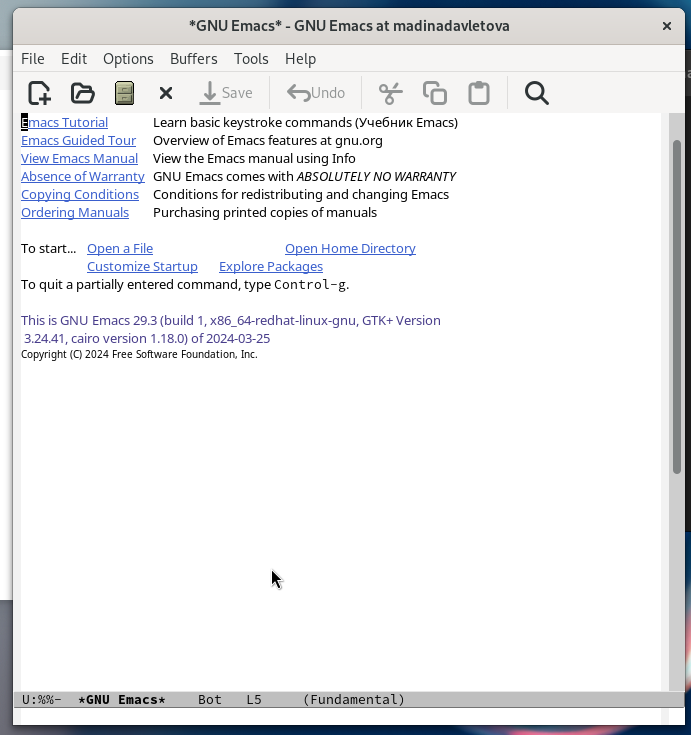 *GNU Emacs* - GNU Emacs at madinadavletova
File Edit Options Buffers Tools Help
Save Undo
Emacs Tutorial Learn basic keystroke commands (Учебник Emacs)
Emacs Guided Tour Overview of Emacs features at gnu.org
View Emacs Manual View the Emacs manual using Info
Absence of Warranty GNU Emacs comes with ABSOLUTELY NO WARRANTY
Copying Conditions Conditions for redistributing and changing Emacs
Ordering Manuals Purchasing printed copies of manuals
To start... Open a File Open Home Directory
Customize Startup Explore Packages
To quit a partially entered command, type Control-g.
This is GNU Emacs 29.3 (build 1, x86_64-redhat-linux-gnu, GTK+ Version
3.24.41, cairo version 1.18.0) of 2024-03-25
Copyright (C) 2024 Free Software Foundation, Inc.
U:%%- *GNU Emacs* Bot L5 (Fundamental)